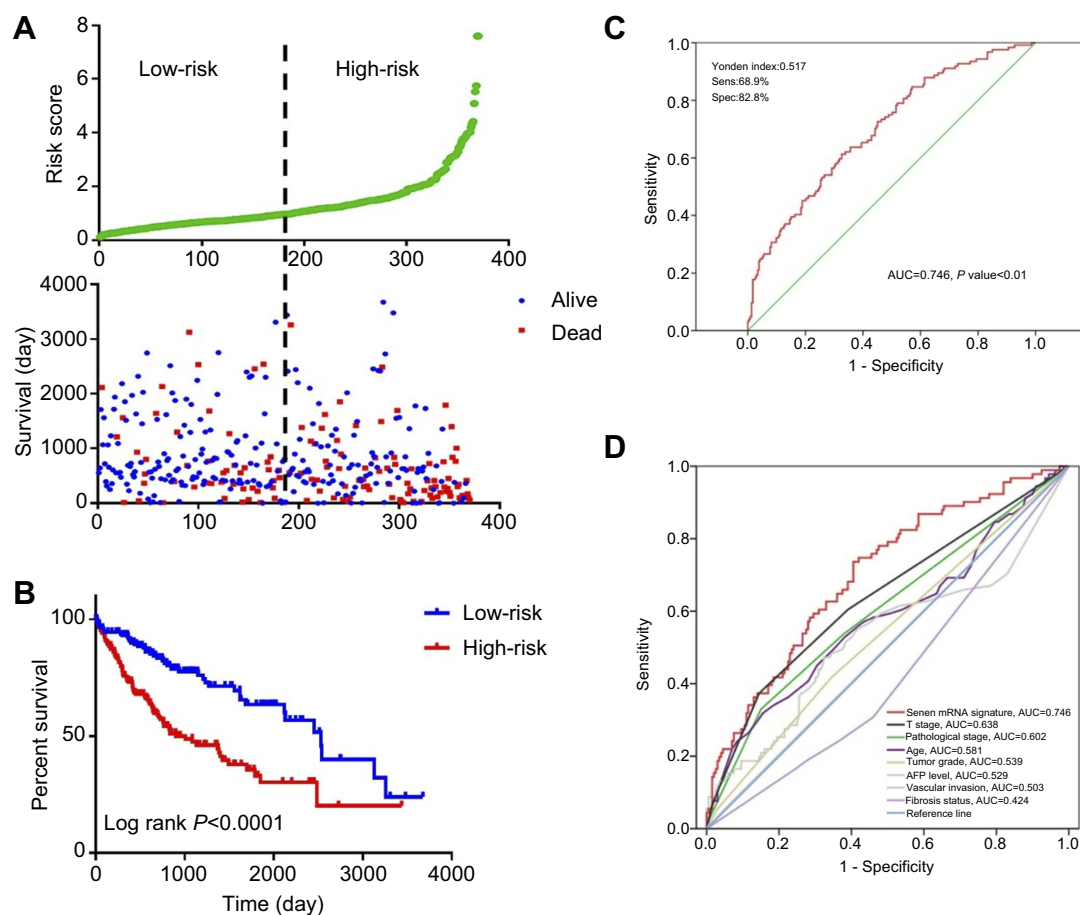 A
8
6
4
2
0
Risk score
Low-risk
High-risk
0 100 200 300 400
4000
3000
2000
1000
0
Survival (day)
Alive
Dead
0 100 200 300 400
B
100
50
0
Percent survival
Low-risk
High-risk
Log rank P<0.0001
0 1000 2000 3000 4000
Time (day)
C
1.0
0.8
0.6
0.4
0.2
0.0
Sensitivity
Yonden index:0.517
Sens:68.9%
Spec:82.8%
AUC=0.746, P value<0.01
0.0 0.2 0.4 0.6 0.8 1.0
1 - Specificity
D
1.0
0.8
0.6
0.4
0.2
0.0
Sensitivity
Senen mRNA signature, AUC=0.746
T stage, AUC=0.638
Pathological stage, AUC=0.602
Age, AUC=0.581
Tumor grade, AUC=0.539
AFP level, AUC=0.529
Vascular invasion, AUC=0.503
Fibrosis status, AUC=0.424
Reference line
0.0 0.2 0.4 0.6 0.8 1.0
1 - Specificity